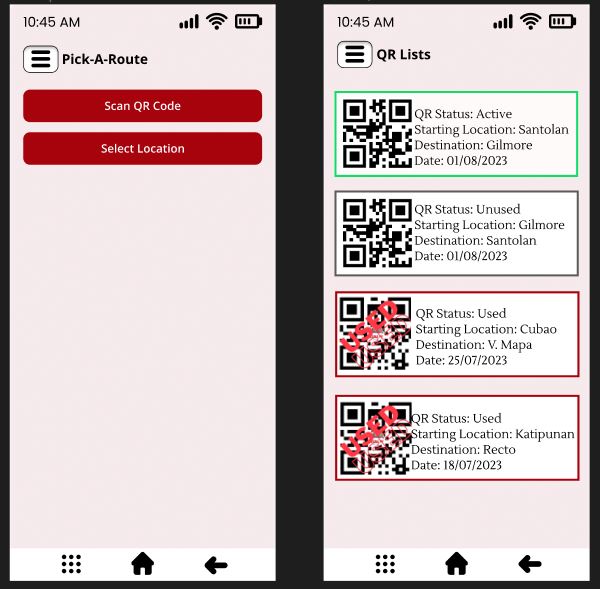 10:45 AM
Pick-A-Route
Scan QR Code
Select Location
10:45 AM
QR Lists
QR Status: Active
Starting Location: Santolan
Destination: Gilmore
Date: 01/08/2023
QR Status: Unused
Starting Location: Gilmore
Destination: Santolan
Date: 01/08/2023
USED
QR Status: Used
Starting Location: Cubao
Destination: V. Mapa
Date: 25/07/2023
USED
QR Status: Used
Starting Location: Katipunan
Destination: Recto
Date: 18/07/2023